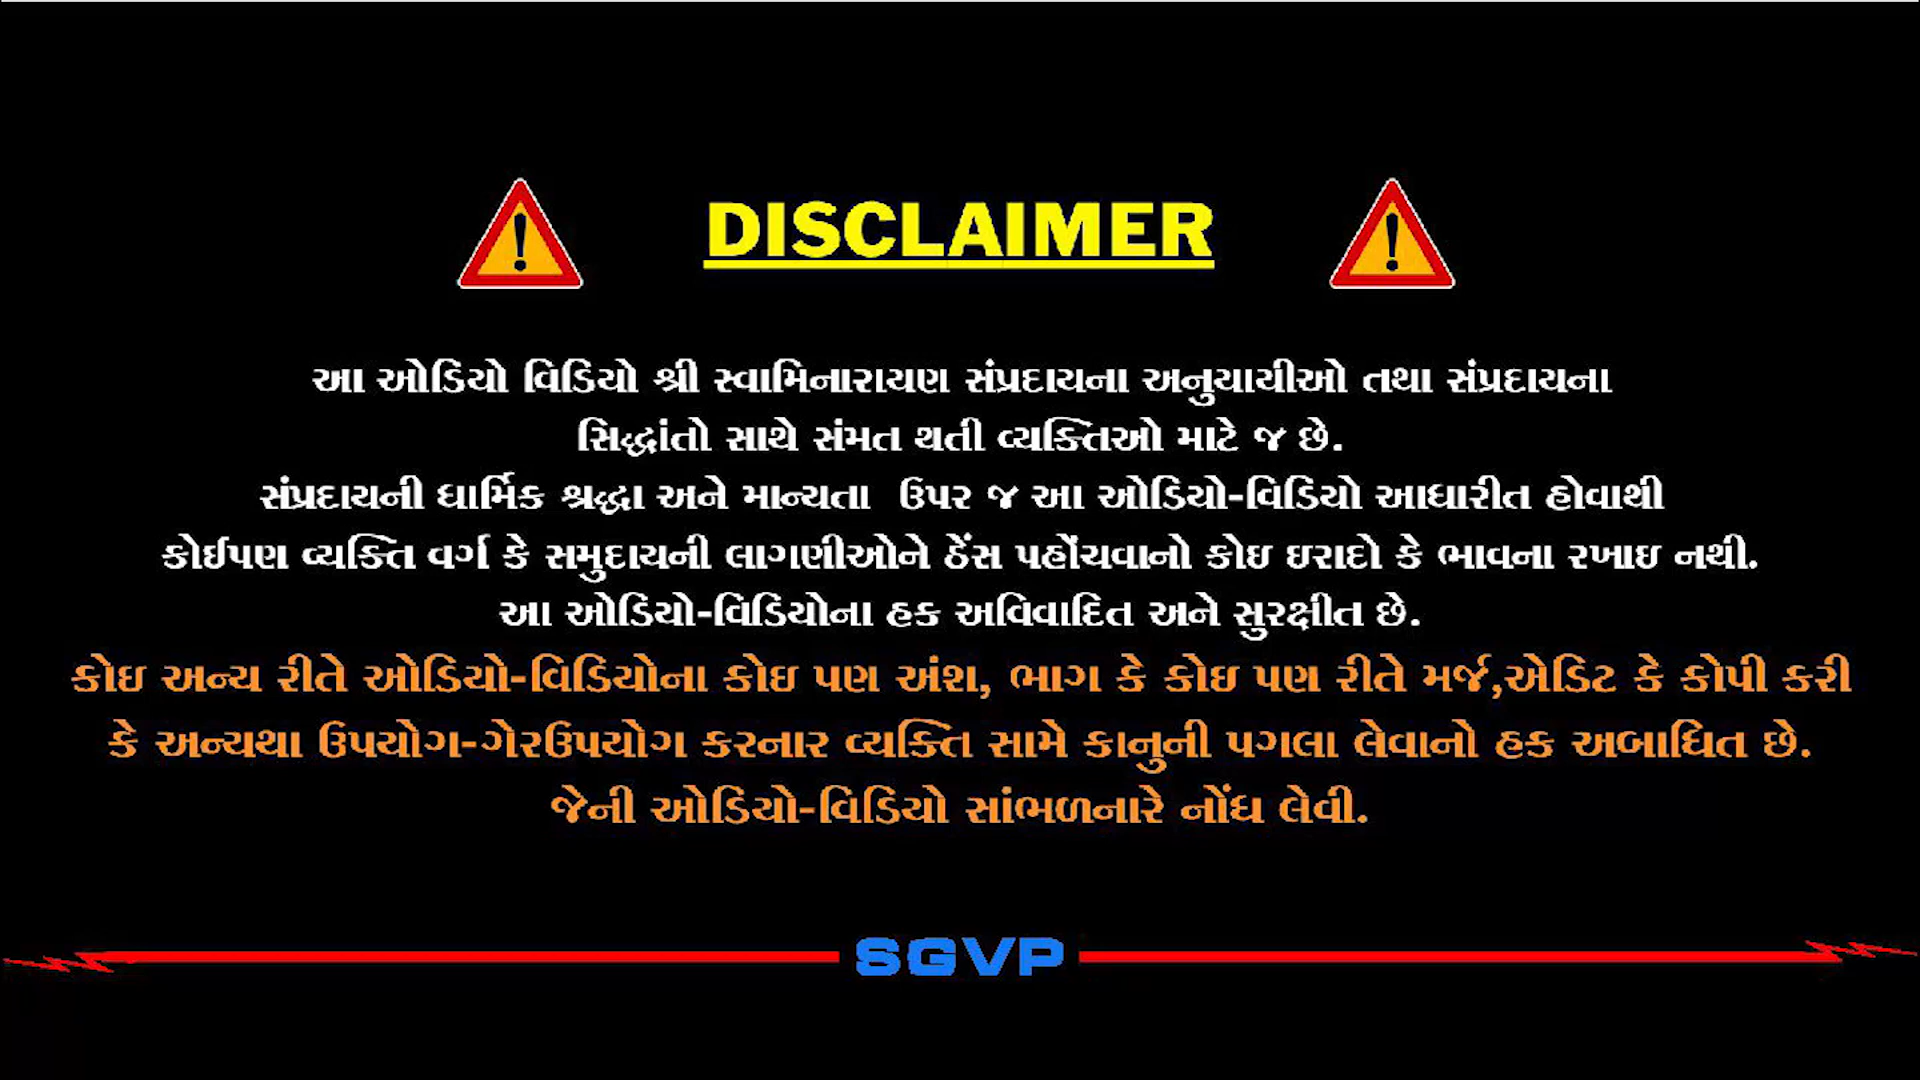 DISCLAIMER
આ ઓડિયો વિડિયો શ્રી સ્વામિનારાયણ સંપ્રદાયના અનુયાયીઓ તથા સંપ્રદાયના
સિદ્ધાંતો સાથે સંમત થતી વ્યક્તિઓ માટે જ છે.
સંપ્રદાયની ધાર્મિક શ્રદ્ધા અને માન્યતા ઉપર જ આ ઓડિયો-વિડિયો આધારીત હોવાથી
કોઈપણ વ્યક્તિ વર્ગ કે સમુદાયની લાગણીઓને ઠેંસ પહોંચવાનો કોઇ ઇરાદો કે ભાવના રખાઇ નથી.
આ ઓડિયો-વિડિયોના હક અવિવાદિત અને સુરક્ષીત છે.
કોઇ અન્ય રીતે ઓડિયો-વિડિયોના કોઇ પણ અંશ, ભાગ કે કોઇ પણ રીતે મર્જ,એડિટ કે કોપી કરી
કે અન્યથા ઉપયોગ-ગેરઉપયોગ કરનાર વ્યક્તિ સામે કાનુની પગલા લેવાનો હક અબાધિત છે.
જેની ઓડિયો-વિડિયો સાંભળનારે નોંધ લેવી.
SGVP